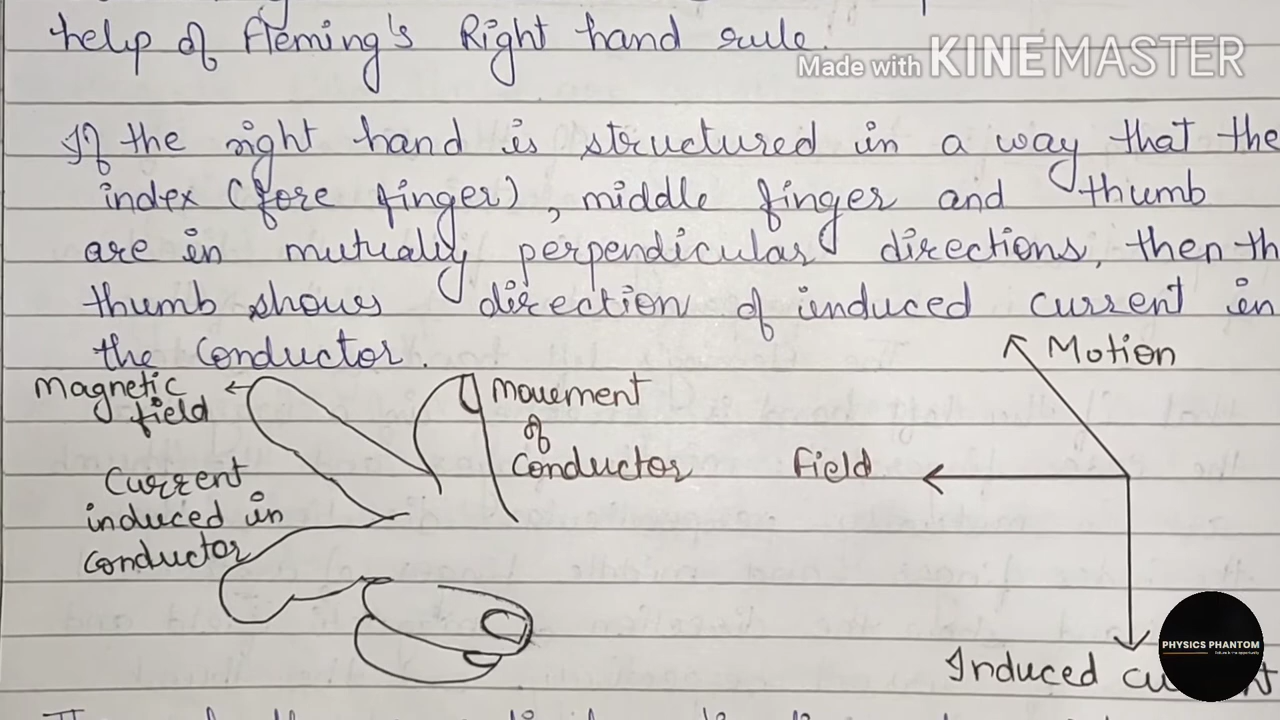 help of Fleming's Right hand rule.
Made with KINEMASTER
If the right hand is structured in a way that the
index (fore finger), middle finger and thumb
are in mutually perpendicular directions, then th
thumb shows direction of induced current in
the Conductor.
Magnetic
field
Movement
of
Conductor
Current
induced in
conductor
Motion
Field
Induced cu nt
PHYSICS PHANTOM